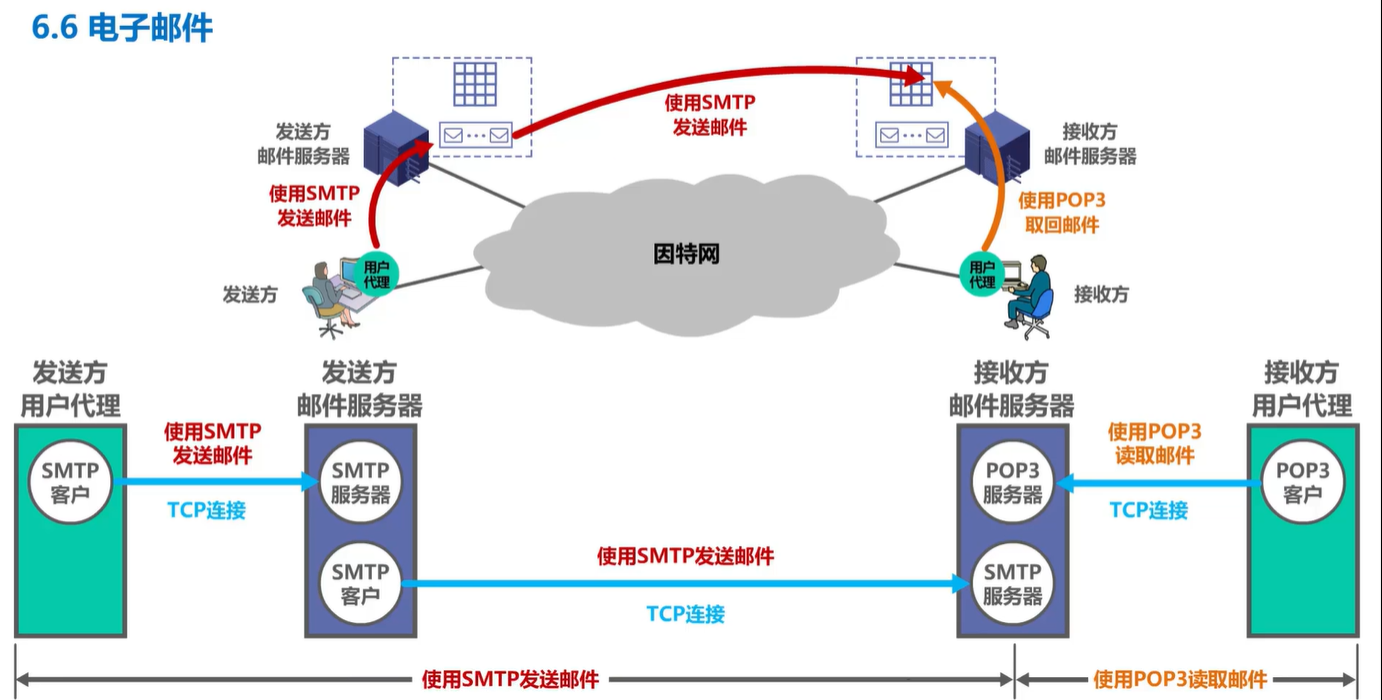 6.6 电子邮件
使用SMTP
发送邮件
发送方
邮件服务器
接收方
邮件服务器
使用SMTP
发送邮件
使用POP3
取回邮件
因特网
用户
代理
用户
代理
发送方
接收方
发送方
用户代理
发送方
邮件服务器
接收方
邮件服务器
接收方
用户代理
使用SMTP
发送邮件
使用POP3
读取邮件
SMTP
客户
SMTP
服务器
POP3
服务器
POP3
客户
TCP连接
TCP连接
使用SMTP发送邮件
SMTP
客户
SMTP
服务器
TCP连接
使用SMTP发送邮件
使用POP3读取邮件